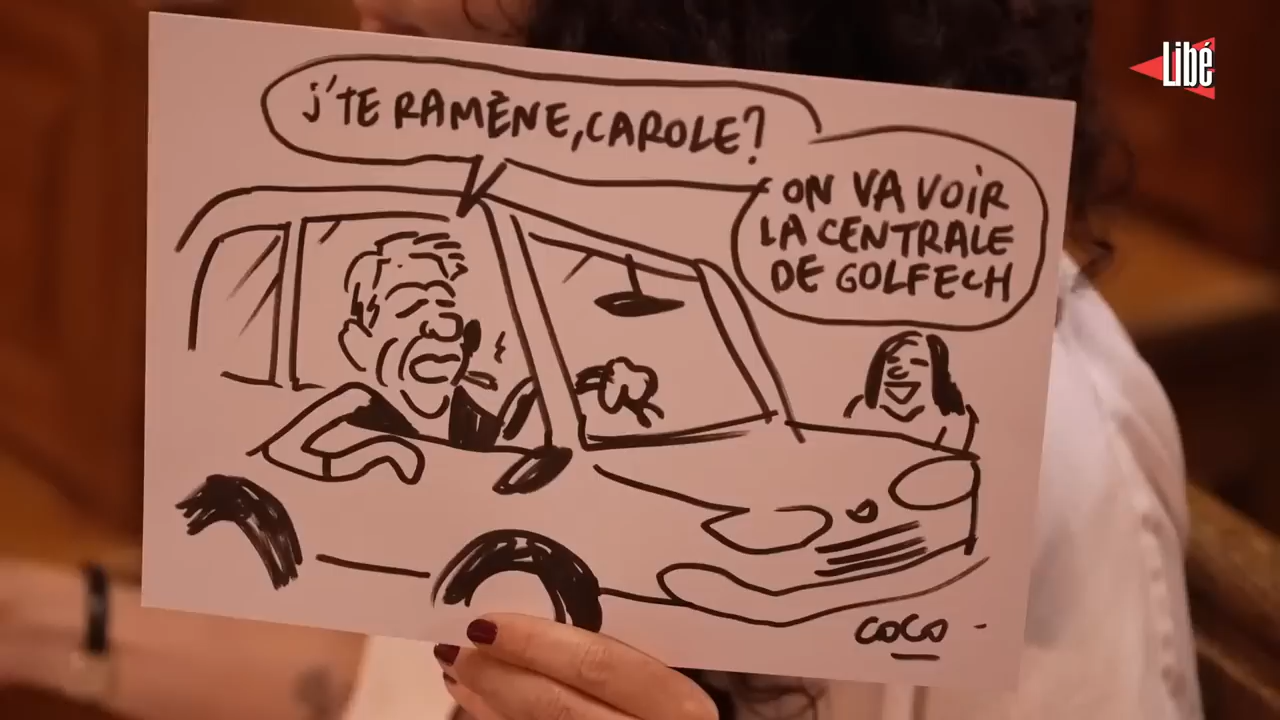 Libé
j'TE RAMÈNE, CAROLE?
ON VA VOIR
LA CENTRALE
DE GOLFECH
COCO